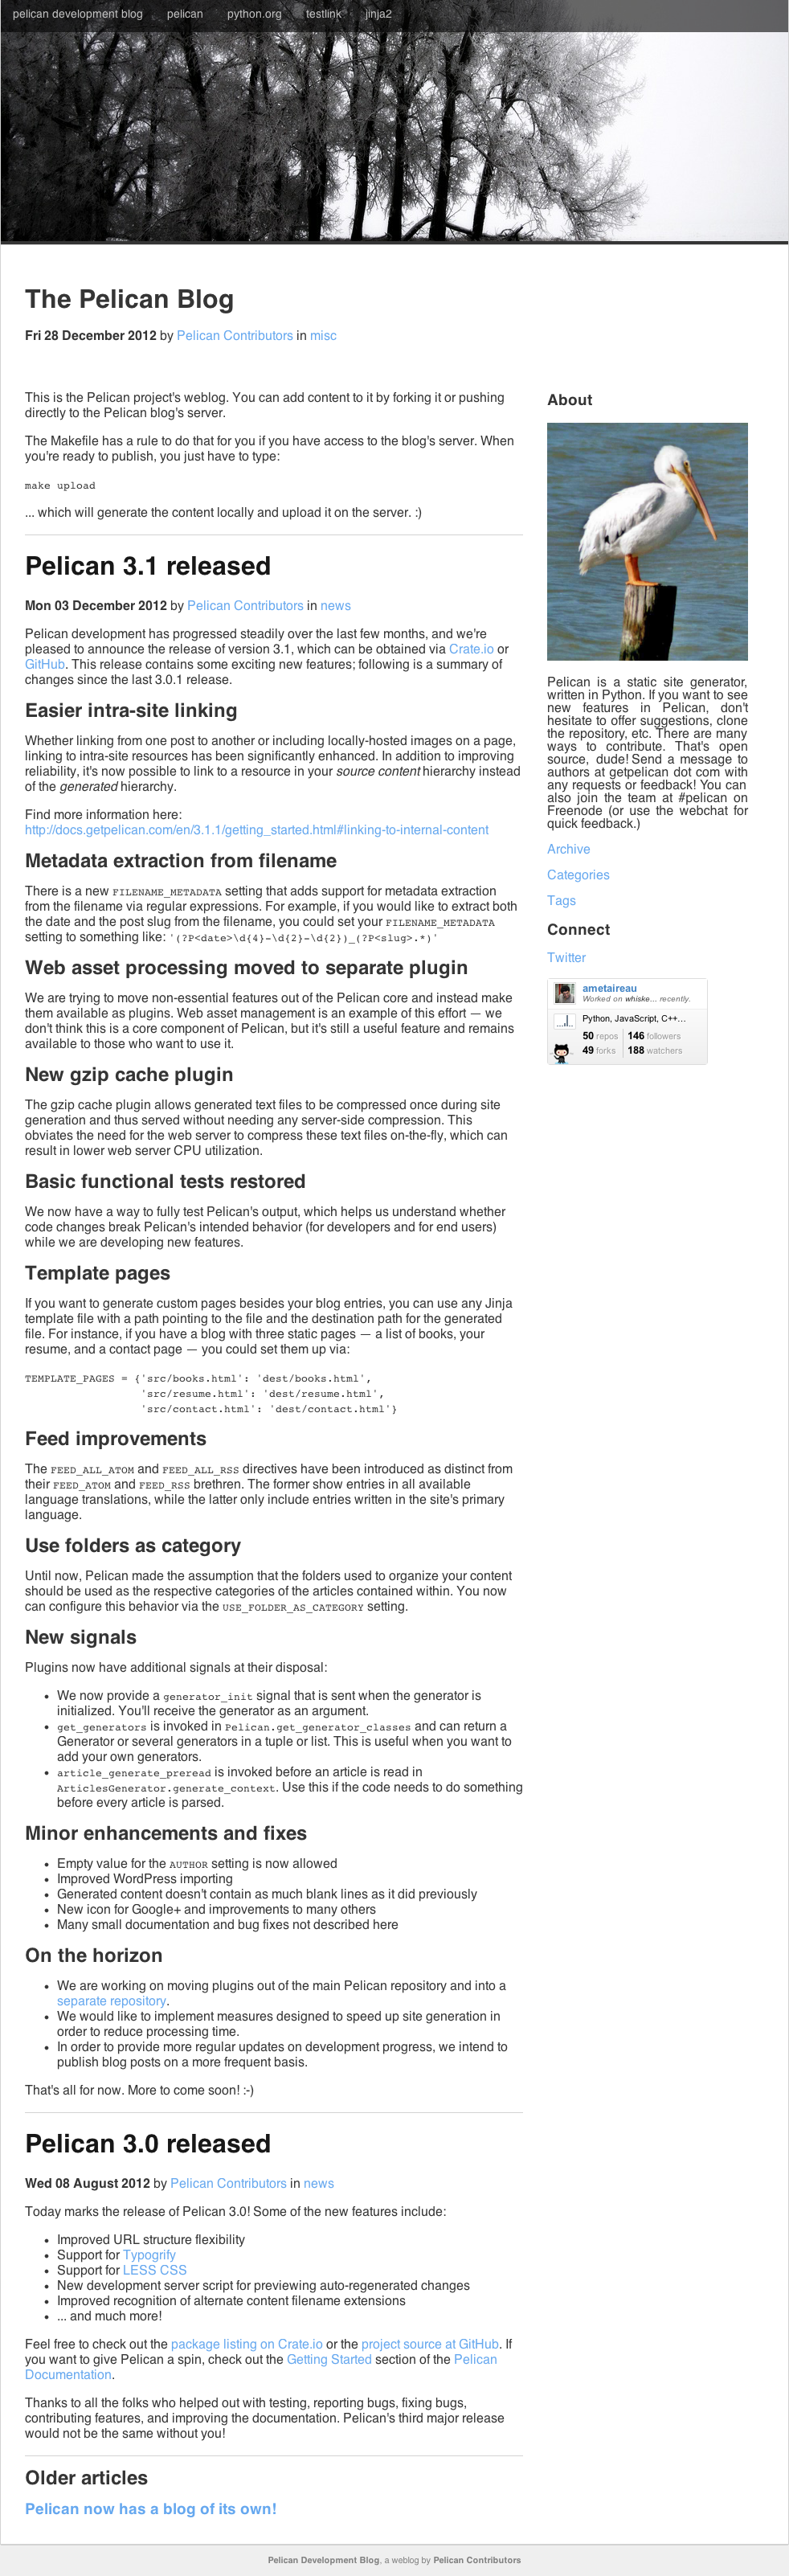 pelican development blog pelican python.org testlink jinja2
The Pelican Blog
Fri 28 December 2012 by Pelican Contributors in misc
This is the Pelican project's weblog. You can add content to it by forking it or pushing
directly to the Pelican blog's server.
The Makefile has a rule to do that for you if you have access to the blog's server. When
you're ready to publish, you just have to type:
make upload
... which will generate the content locally and upload it on the server. :)
Pelican 3.1 released
Mon 03 December 2012 by Pelican Contributors in news
Pelican development has progressed steadily over the last few months, and we're
pleased to announce the release of version 3.1, which can be obtained via Crate.io or
GitHub. This release contains some exciting new features; following is a summary of
changes since the last 3.0.1 release.
Easier intra-site linking
Whether linking from one post to another or including locally-hosted images on a page,
linking to intra-site resources has been significantly enhanced. In addition to improving
reliability, it's now possible to link to a resource in your source content hierarchy instead
of the generated hierarchy.
Find more information here:
http://docs.getpelican.com/en/3.1.1/getting_started.html#linking-to-internal-content
Metadata extraction from filename
There is a new FILENAME_METADATA setting that adds support for metadata extraction
from the filename via regular expressions. For example, if you would like to extract both
the date and the post slug from the filename, you could set your FILENAME_METADATA
setting to something like: '(?P<date>\d{4}-\d{2}-\d{2})_(?P<slug>.*)'
Web asset processing moved to separate plugin
We are trying to move non-essential features out of the Pelican core and instead make
them available as plugins. Web asset management is an example of this effort — we
don't think this is a core component of Pelican, but it's still a useful feature and remains
available to those who want to use it.
New gzip cache plugin
The gzip cache plugin allows generated text files to be compressed once during site
generation and thus served without needing any server-side compression. This
obviates the need for the web server to compress these text files on-the-fly, which can
result in lower web server CPU utilization.
Basic functional tests restored
We now have a way to fully test Pelican's output, which helps us understand whether
code changes break Pelican's intended behavior (for developers and for end users)
while we are developing new features.
Template pages
If you want to generate custom pages besides your blog entries, you can use any Jinja
template file with a path pointing to the file and the destination path for the generated
file. For instance, if you have a blog with three static pages — a list of books, your
resume, and a contact page — you could set them up via:
TEMPLATE_PAGES = {'src/books.html': 'dest/books.html',
'src/resume.html': 'dest/resume.html',
'src/contact.html': 'dest/contact.html'}
Feed improvements
The FEED_ALL_ATOM and FEED_ALL_RSS directives have been introduced as distinct from
their FEED_ATOM and FEED_RSS brethren. The former show entries in all available
language translations, while the latter only include entries written in the site's primary
language.
Use folders as category
Until now, Pelican made the assumption that the folders used to organize your content
should be used as the respective categories of the articles contained within. You now
can configure this behavior via the USE_FOLDER_AS_CATEGORY setting.
New signals
Plugins now have additional signals at their disposal:
• We now provide a generator_init signal that is sent when the generator is
initialized. You'll receive the generator as an argument.
• get_generators is invoked in Pelican.get_generator_classes and can return a
Generator or several generators in a tuple or list. This is useful when you want to
add your own generators.
• article_generate_preread is invoked before an article is read in
ArticlesGenerator.generate_context. Use this if the code needs to do something
before every article is parsed.
Minor enhancements and fixes
• Empty value for the AUTHOR setting is now allowed
• Improved WordPress importing
• Generated content doesn't contain as much blank lines as it did previously
• New icon for Google+ and improvements to many others
• Many small documentation and bug fixes not described here
On the horizon
• We are working on moving plugins out of the main Pelican repository and into a
separate repository.
• We would like to implement measures designed to speed up site generation in
order to reduce processing time.
• In order to provide more regular updates on development progress, we intend to
publish blog posts on a more frequent basis.
That's all for now. More to come soon! :-)
Pelican 3.0 released
Wed 08 August 2012 by Pelican Contributors in news
Today marks the release of Pelican 3.0! Some of the new features include:
• Improved URL structure flexibility
• Support for Typogrify
• Support for LESS CSS
• New development server script for previewing auto-regenerated changes
• Improved recognition of alternate content filename extensions
• ... and much more!
Feel free to check out the package listing on Crate.io or the project source at GitHub. If
you want to give Pelican a spin, check out the Getting Started section of the Pelican
Documentation.
Thanks to all the folks who helped out with testing, reporting bugs, fixing bugs,
contributing features, and improving the documentation. Pelican's third major release
would not be the same without you!
Older articles
Pelican now has a blog of its own!
About
Pelican is a static site generator,
written in Python. If you want to see
new features in Pelican, don't
hesitate to offer suggestions, clone
the repository, etc. There are many
ways to contribute. That's open
source, dude! Send a message to
authors at getpelican dot com with
any requests or feedback! You can
also join the team at #pelican on
Freenode (or use the webchat for
quick feedback.)
Archive
Categories
Tags
Connect
Twitter
ametaireau
Worked on whiske... recently.
Python, JavaScript, C++...
50 repos 146 followers
49 forks 188 watchers
Pelican Development Blog, a weblog by Pelican Contributors